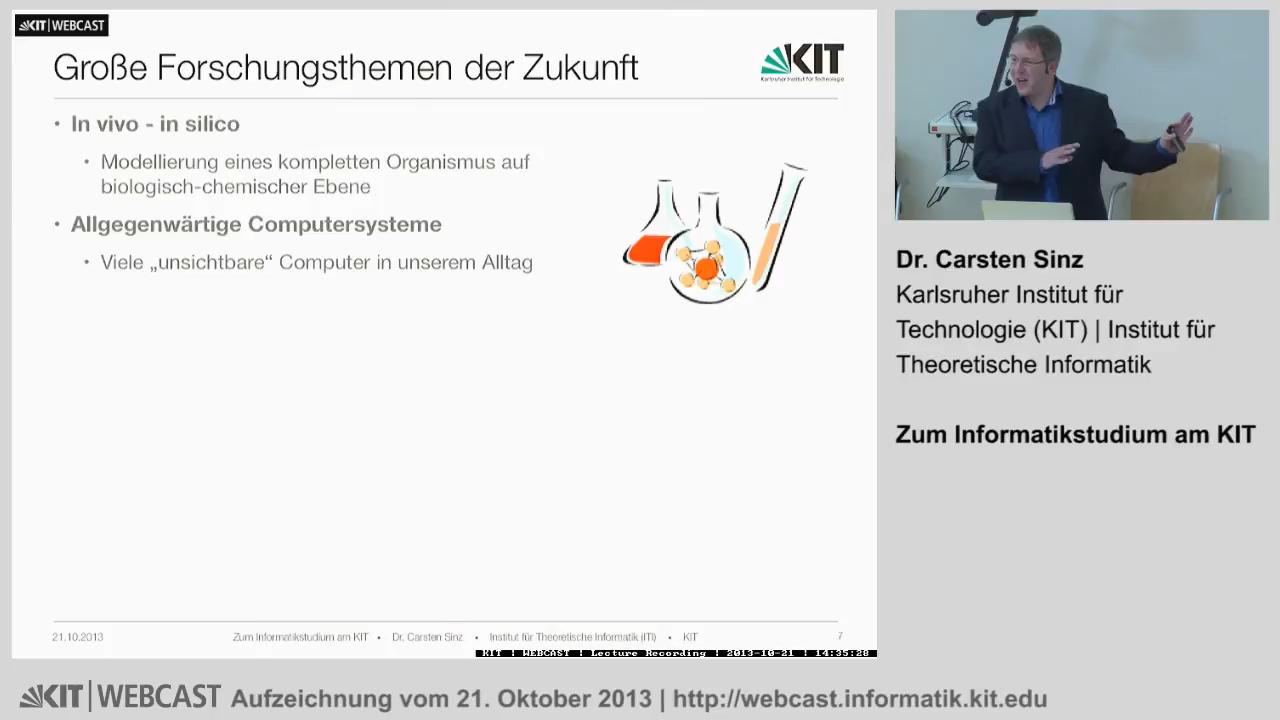 KIT | WEBCAST
Große Forschungsthemen der Zukunft
KIT
Karlsruher Institut für Technologie
• In vivo - in silico
• Modellierung eines kompletten Organismus auf
biologisch-chemischer Ebene
• Allgegenwärtige Computersysteme
• Viele „unsichtbare“ Computer in unserem Alltag
21.10.2013 Zum Informatikstudium am KIT • Dr. Carsten Sinz • Institut für Theoretische Informatik (ITI) • KIT 7
KIT | WEBCAST | Lecture Recording | 2013-10-21 | 14:35:28
Dr. Carsten Sinz
Karlsruher Institut für
Technologie (KIT) | Institut für
Theoretische Informatik
Zum Informatikstudium am KIT
KIT | WEBCAST Aufzeichnung vom 21. Oktober 2013 | http://webcast.informatik.kit.edu